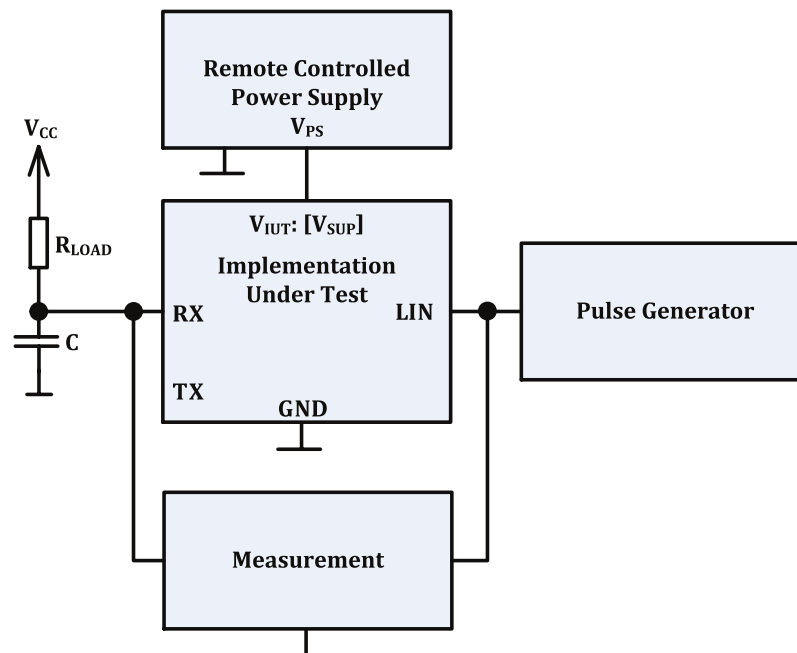 Remote Controlled
Power Supply
VPS
VCC
VIUT: [VSUP]
RLOAD
Implementation
Under Test
RX
LIN
Pulse Generator
C
TX
GND
Measurement